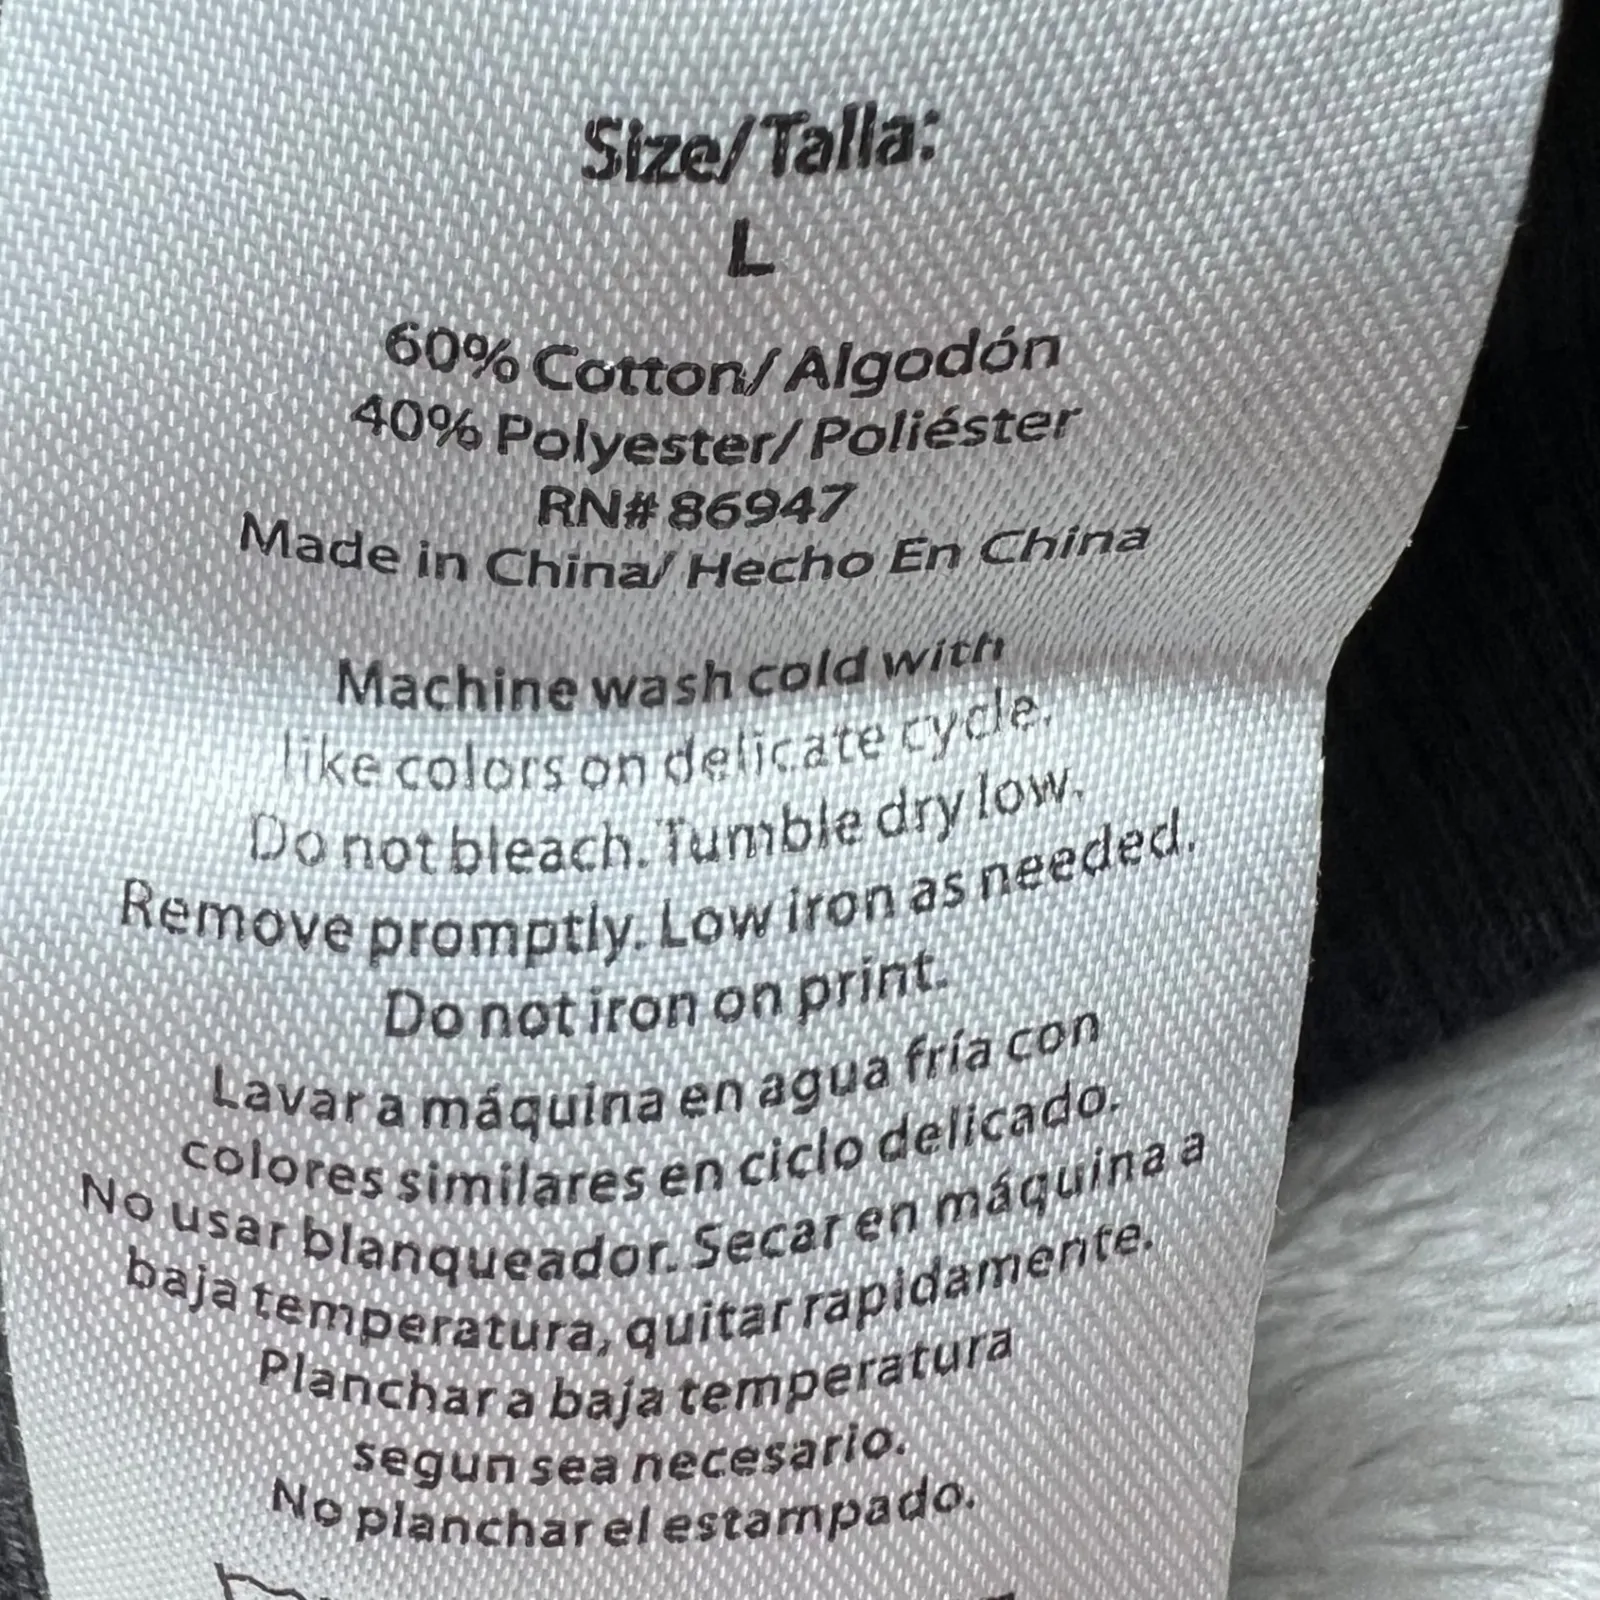 Size/Talla:
L
60% Cotton/ Algodón
40% Polyester/ Poliéster
RN# 86947
Made in China/ Hecho En China
Machine wash cold with
like colors on delicate cycle.
Do not bleach. Tumble dry low.
Remove promptly. Low iron as needed.
Do not iron on print.
Lavar a máquina en agua fría con
colores similares en ciclo delicado.
No usar blanqueador. Secar en máquina a
baja temperatura, quitar rapidamente.
Planchar a baja temperatura
segun sea necesario.
No planchar el estampado.